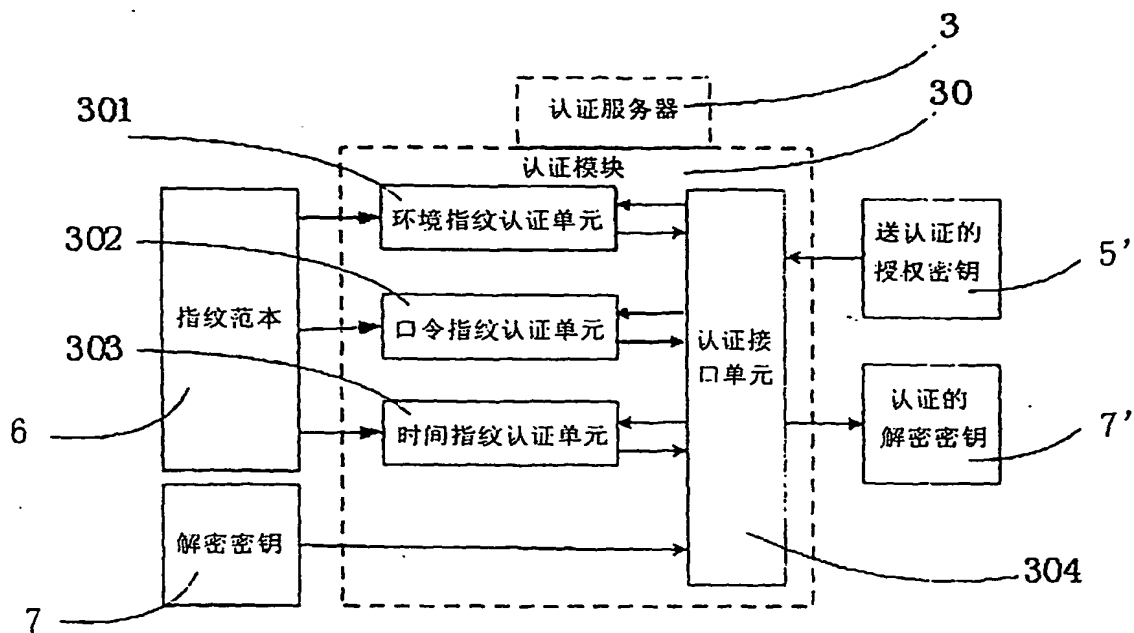 3
认证服务器
30
301
认证模块
环境指纹认证单元
302
送认证的
授权密钥
5'
指纹范本
口令指纹认证单元
认证接
口单元
303
认证的
解密密钥
7'
6
时间指纹认证单元
解密密钥
304
7